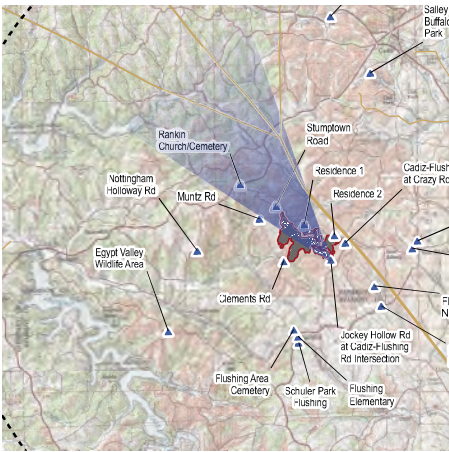 Salley
Buffalo
Park
Stumptown
Road
Rankin
Church/Cemetery
Residence 1
Cadiz-Flush
at Crazy Ro
Nottingham
Holloway Rd
Muntz Rd
Residence 2
Egypt Valley
Wildlife Area
Clements Rd
Fl
N
Jockey Hollow Rd
at Cadiz-Flushing
Rd Intersection
Flushing Area
Cemetery
Schuler Park
Flushing
Flushing
Elementary